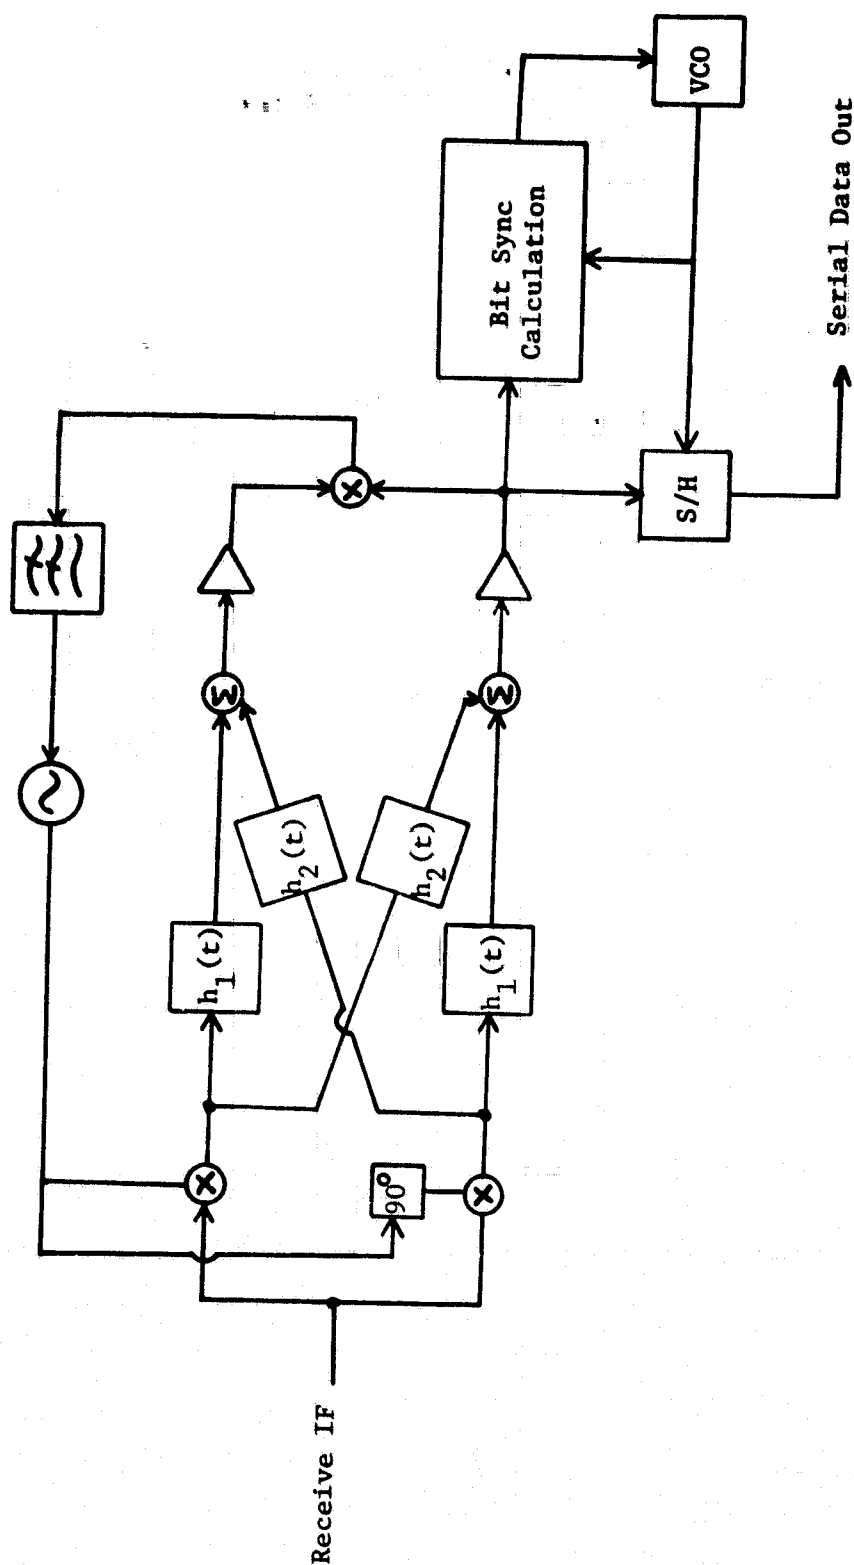 Receive IF
X
X
90°
h1(t)
h2(t)
h2(t)
h1(t)
Σ
Σ
X
Bit Sync
Calculation
VCO
S/H
Serial Data Out